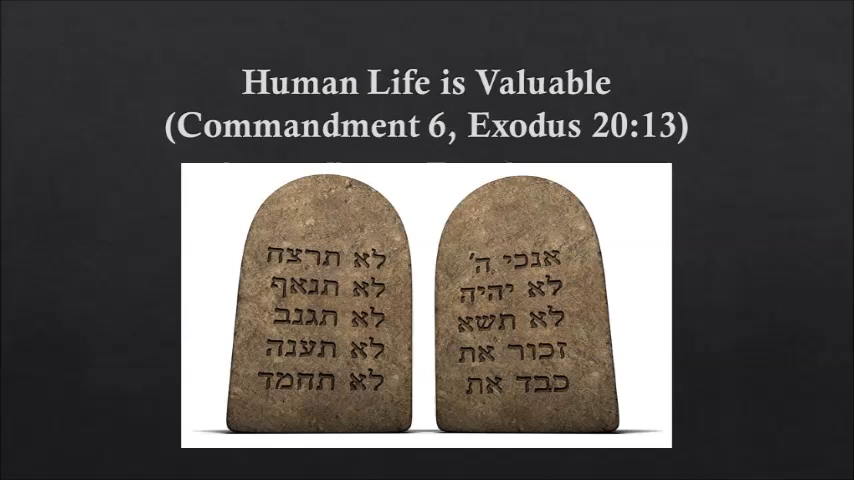 Human Life is Valuable
(Commandment 6, Exodus 20:13)
אנכי ה'
לא יהיה
לא תשא
זכור את
כבד את
לא תרצח
לא תנאף
לא תגנב
לא תענה
לא תחמד